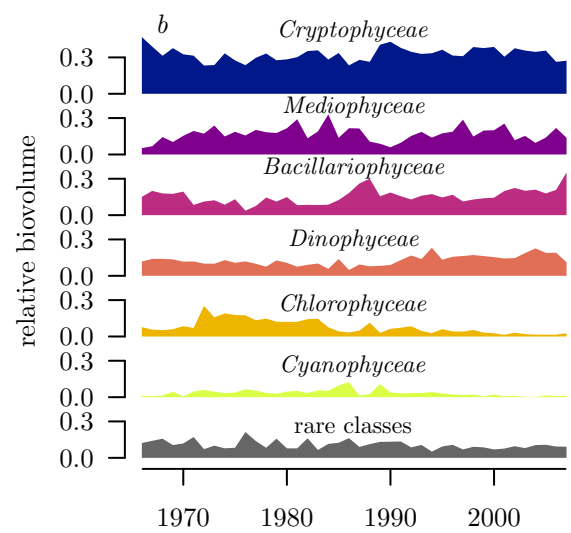 b
Cryptophyceae
0.3
0.0
Mediophyceae
0.3
0.0
Bacillariophyceae
0.3
0.0
Dinophyceae
0.3
0.0
Chlorophyceae
0.3
0.0
Cyanophyceae
0.3
0.0
rare classes
0.3
0.0
relative biovolume
1970 1980 1990 2000